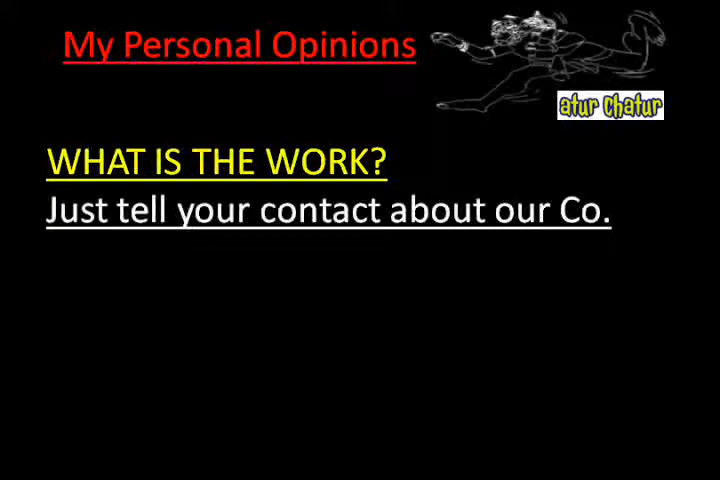 My Personal Opinions
atur Chatur
WHAT IS THE WORK?
Just tell your contact about our Co.